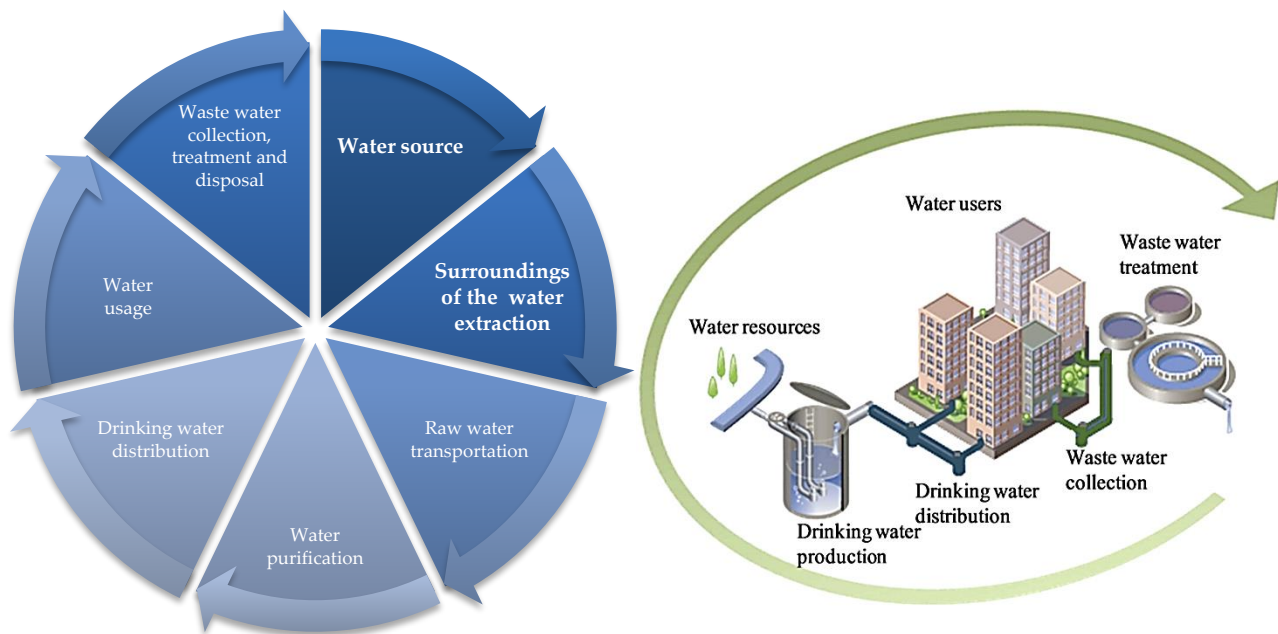 Waste water
collection,
treatment and
disposal
Water source
Surroundings
of the water
extraction
Raw water
transportation
Water
purification
Drinking water
distribution
Water
usage
Water users
Waste water
treatment
Water resources
Waste water
collection
Drinking water
distribution
Drinking water
production